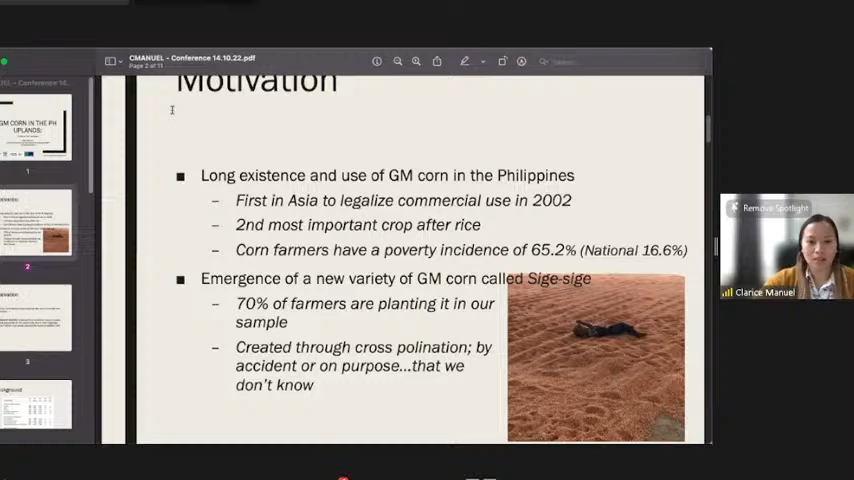 CMANUEL - Conference 14.10.22.pdf
Page 2 of 11
Motivation
Long existence and use of GM corn in the Philippines
– First in Asia to legalize commercial use in 2002
– 2nd most important crop after rice
– Corn farmers have a poverty incidence of 65.2% (National 16.6%)
Emergence of a new variety of GM corn called Sige-sige
– 70% of farmers are planting it in our
sample
– Created through cross polination; by
accident or on purpose...that we
don't know
GM CORN IN THE PH
UPLANDS:
1
2
3
Remove Spotlight
Clarice Manuel